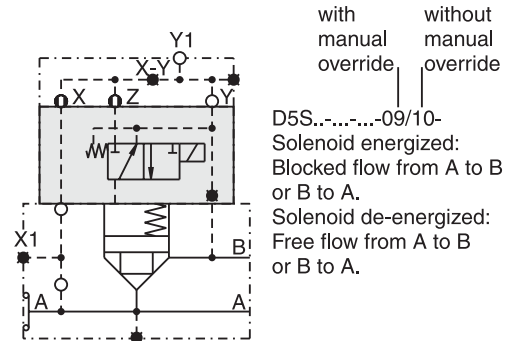 with without
manual manual
override override
Y1
X-Y
X Z Y
D5S..-...-...-09/10-
Solenoid energized:
Blocked flow from A to B
or B to A.
Solenoid de-energized:
Free flow from A to B
or B to A.
X1
B
A A